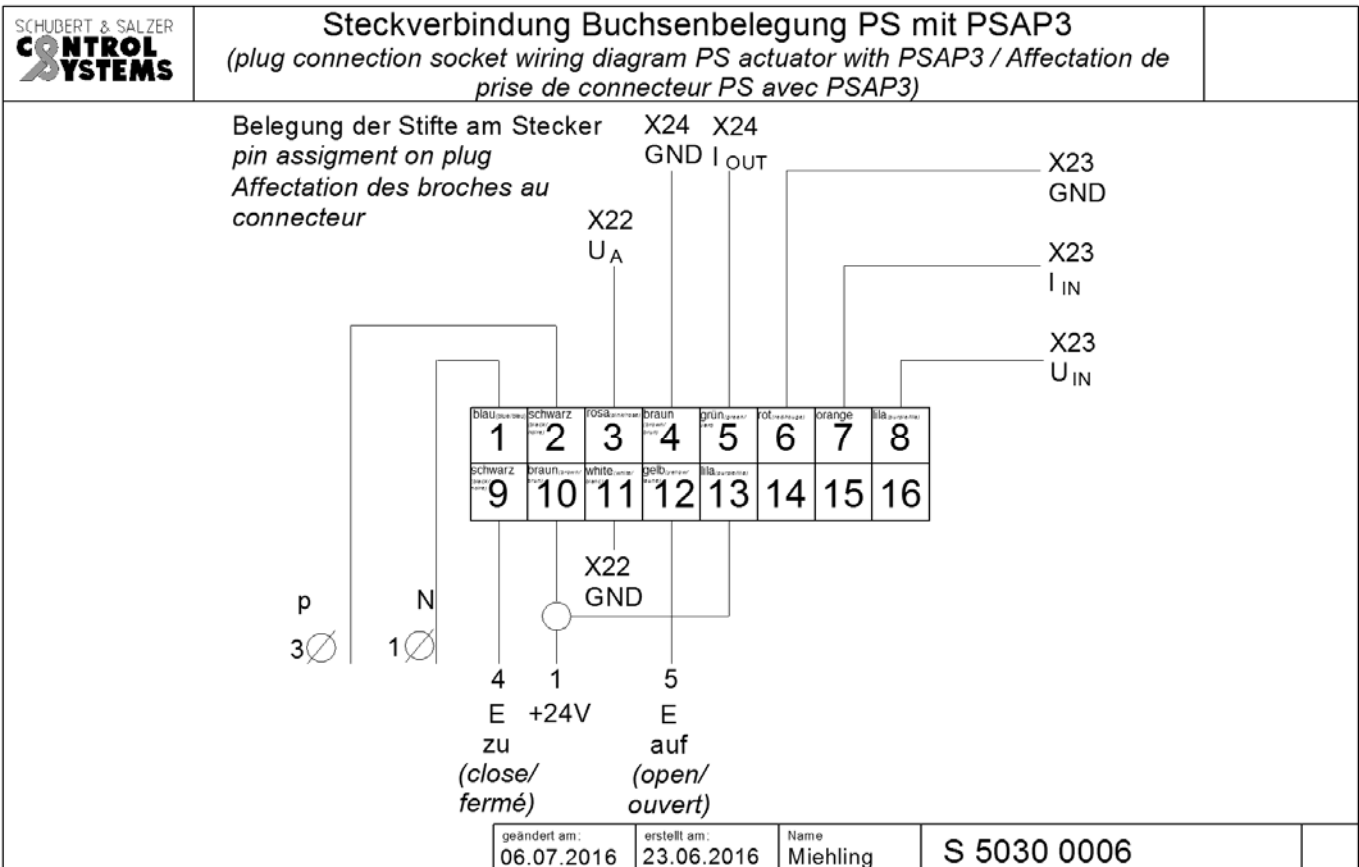 SCHUBERT & SALZER
CONTROL
SYSTEMS
Steckverbindung Buchsenbelegung PS mit PSAP3
(plug connection socket wiring diagram PS actuator with PSAP3 / Affectation de
prise de connecteur PS avec PSAP3)
Belegung der Stifte am Stecker
pin assigment on plug
Affectation des broches au
connecteur
X24 X24
GND I OUT
X22
U A
X23
GND
X23
I IN
X23
U IN
blau schwarz rosa braun grün rot orange lila
1 2 3 4 5 6 7 8
schwarz braun white gelb lila
9 10 11 12 13 14 15 16
X22
GND
p N
3 1
4 1 5
E +24V E
zu auf
(close/ (open/
fermé) ouvert)
geändert am: erstellt am: Name
06.07.2016 23.06.2016 Miehling S 5030 0006